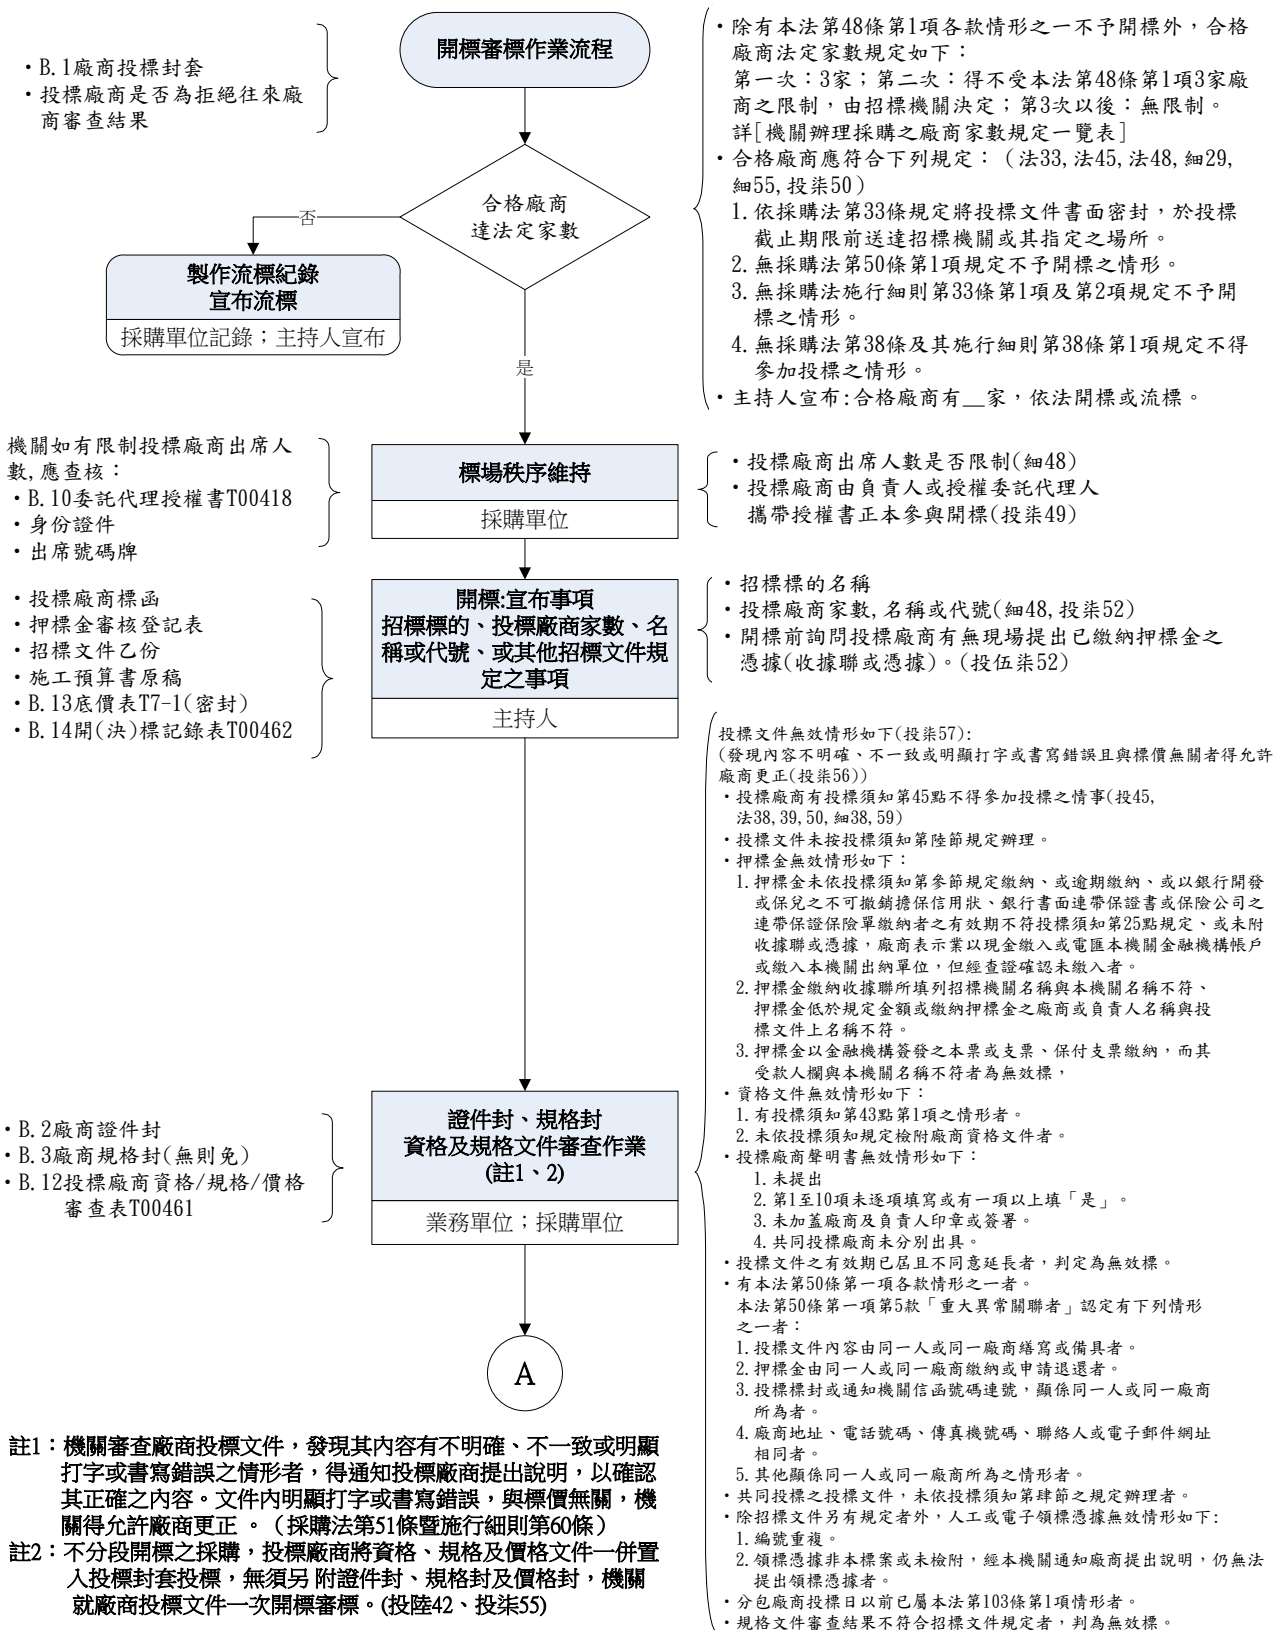 開標審標作業流程
・B.1廠商投標封套
・投標廠商是否為拒絕往來廠
商審查結果
・除有本法第48條第1項各款情形之一不予開標外，合格
廠商法定家數規定如下：
第一次：3家；第二次：得不受本法第48條第1項3家廠
商之限制，由招標機關決定；第3次以後：無限制。
詳[機關辦理採購之廠商家數規定一覽表]
・合格廠商應符合下列規定：（法33,法45,法48,細29,
細55,投柒50）
1.依採購法第33條規定將投標文件書面密封，於投標
截止期限前送達招標機關或其指定之場所。
2.無採購法第50條第1項規定不予開標之情形。
3.無採購法施行細則第33條第1項及第2項規定不予開
標之情形。
4.無採購法第38條及其施行細則第38條第1項規定不得
參加投標之情形。
・主持人宣布:合格廠商有__家，依法開標或流標。
合格廠商
達法定家數
否
製作流標紀錄
宣布流標
採購單位記錄；主持人宣布
是
機關如有限制投標廠商出席人
數,應查核：
・B.10委託代理授權書T00418
・身份證件
・出席號碼牌
標場秩序維持
採購單位
・投標廠商出席人數是否限制(細48)
・投標廠商由負責人或授權委託代理人
攜帶授權書正本參與開標(投柒49)
・投標廠商標函
・押標金審核登記表
・招標文件乙份
・施工預算書原稿
・B.13底價表T7-1(密封)
・B.14開(決)標記錄表T00462
開標:宣布事項
招標標的、投標廠商家數、名
稱或代號、或其他招標文件規
定之事項
主持人
・招標標的名稱
・投標廠商家數,名稱或代號(細48,投柒52)
・開標前詢問投標廠商有無現場提出已繳納押標金之
憑據(收據聯或憑據)。(投伍柒52)
投標文件無效情形如下(投柒57):
(發現內容不明確、不一致或明顯打字或書寫錯誤且與標價無關者得允許
廠商更正(投柒56))
・投標廠商有投標須知第45點不得參加投標之情事(投45,
法38,39,50,細38,59)
・投標文件未按投標須知第陸節規定辦理。
・押標金無效情形如下：
1.押標金未依投標須知第參節規定繳納、或逾期繳納、或以銀行開發
或保兌之不可撤銷擔保信用狀、銀行書面連帶保證書或保險公司之
連帶保證保險單繳納者之有效期不符投標須知第25點規定、或未附
收據聯或憑據，廠商表示業以現金繳入或電匯本機關金融機構帳戶
或繳入本機關出納單位，但經查證確認未繳入者。
2.押標金繳納收據聯所填列招標機關名稱與本機關名稱不符、
押標金低於規定金額或繳納押標金之廠商或負責人名稱與投
標文件上名稱不符。
3.押標金以金融機構簽發之本票或支票、保付支票繳納，而其
受款人欄與本機關名稱不符者為無效標，
・資格文件無效情形如下：
1.有投標須知第43點第1項之情形者。
2.未依投標須知規定檢附廠商資格文件者。
・投標廠商聲明書無效情形如下：
1.未提出
2.第1至10項未逐項填寫或有一項以上填「是」。
3.未加蓋廠商及負責人印章或簽署。
4.共同投標廠商未分別出具。
・投標文件之有效期已屆且不同意延長者，判定為無效標。
・有本法第50條第一項各款情形之一者。
本法第50條第一項第5款「重大異常關聯者」認定有下列情形
之一者：
1.投標文件內容由同一人或同一廠商繕寫或備具者。
2.押標金由同一人或同一廠商繳納或申請退還者。
3.投標標封或通知機關信函號碼連號，顯係同一人或同一廠商
所為者。
4.廠商地址、電話號碼、傳真機號碼、聯絡人或電子郵件網址
相同者。
5.其他顯係同一人或同一廠商所為之情形者。
・共同投標之投標文件，未依投標須知第肆節之規定辦理者。
・除招標文件另有規定者外，人工或電子領標憑據無效情形如下:
1.編號重複。
2.領標憑據非本標案或未檢附，經本機關通知廠商提出說明，仍無法
提出領標憑據者。
・分包廠商投標日以前已屬本法第103條第1項情形者。
・規格文件審查結果不符合招標文件規定者，判為無效標。
・B.2廠商證件封
・B.3廠商規格封(無則免)
・B.12投標廠商資格/規格/價格
審查表T00461
證件封、規格封
資格及規格文件審查作業
(註1、2)
業務單位；採購單位
A
註1：機關審查廠商投標文件，發現其內容有不明確、不一致或明顯
打字或書寫錯誤之情形者，得通知投標廠商提出說明，以確認
其正確之內容。文件內明顯打字或書寫錯誤，與標價無關，機
關得允許廠商更正 。（採購法第51條暨施行細則第60條）
註2：不分段開標之採購，投標廠商將資格、規格及價格文件一併置
入投標封套投標，無須另 附證件封、規格封及價格封，機關
就廠商投標文件一次開標審標。(投陸42、投柒55)